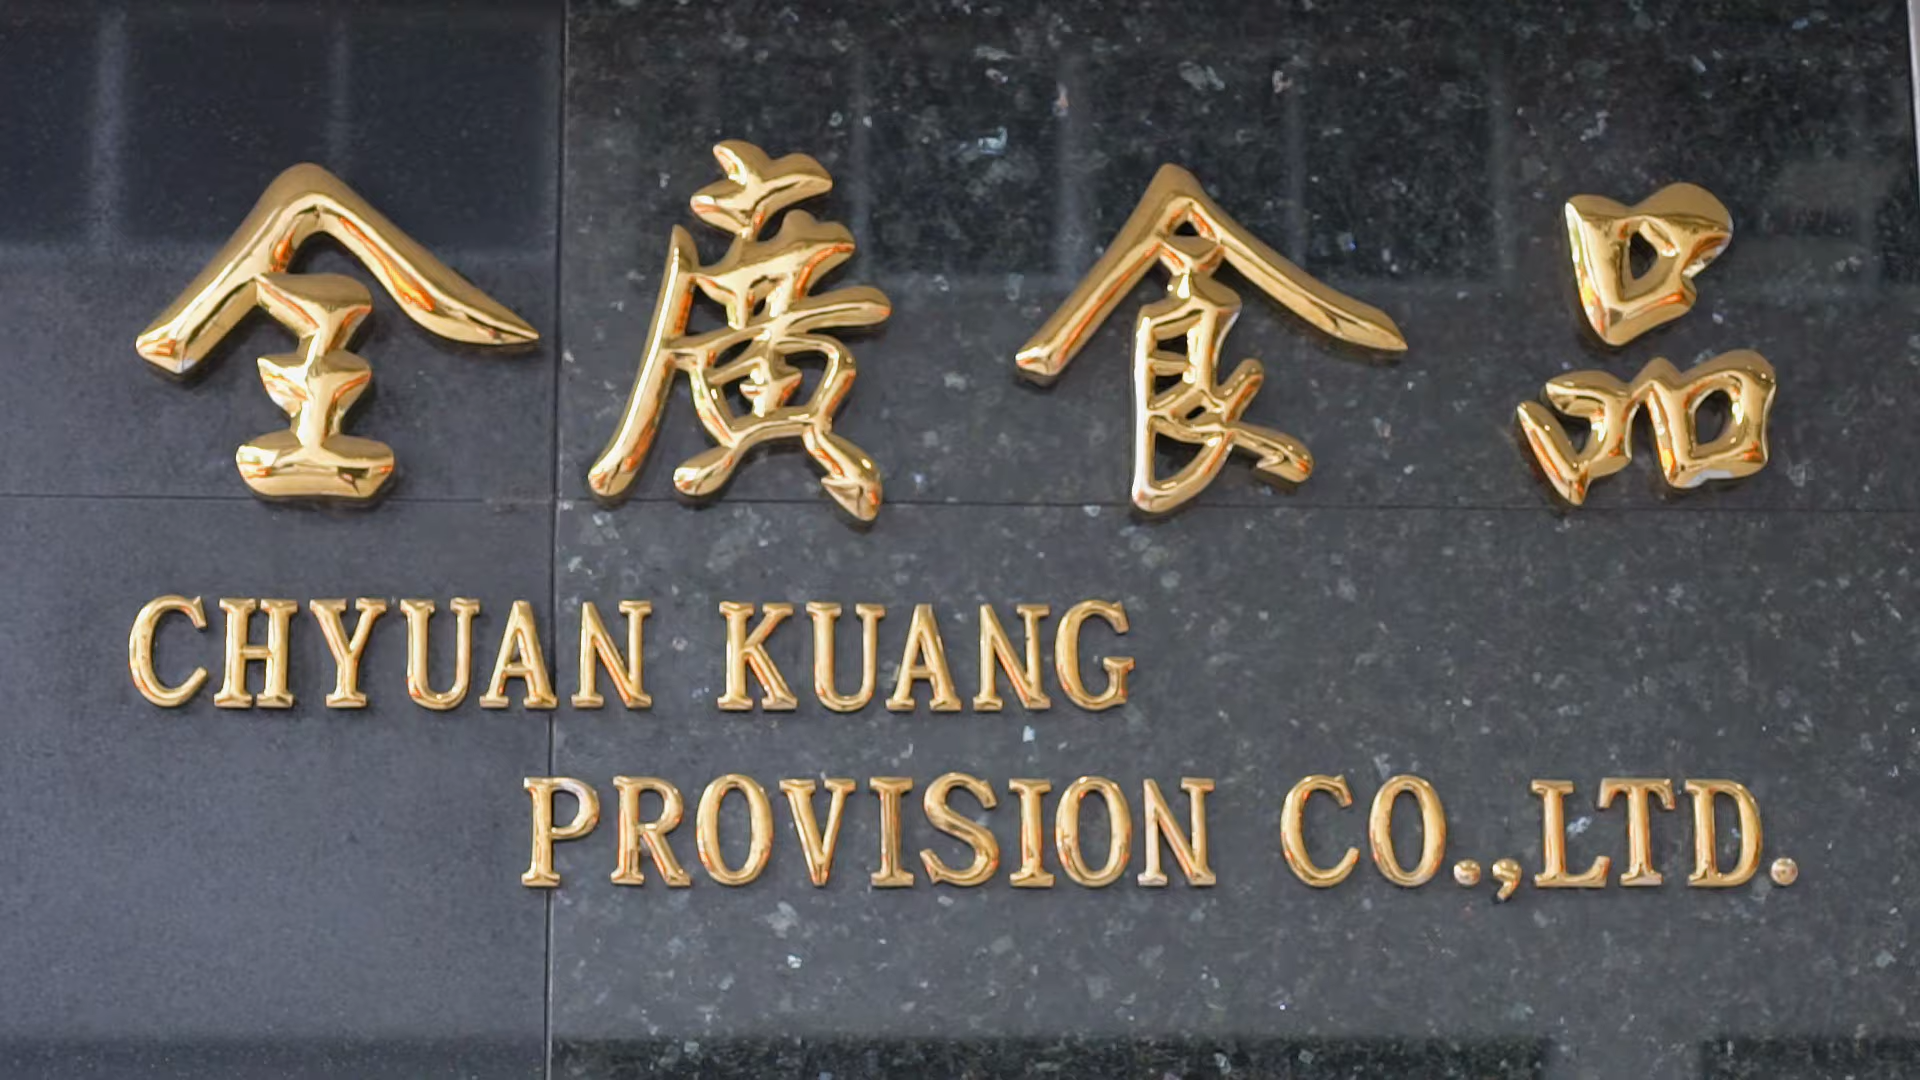 全廣食品
CHYUAN KUANG
PROVISION CO.,LTD.